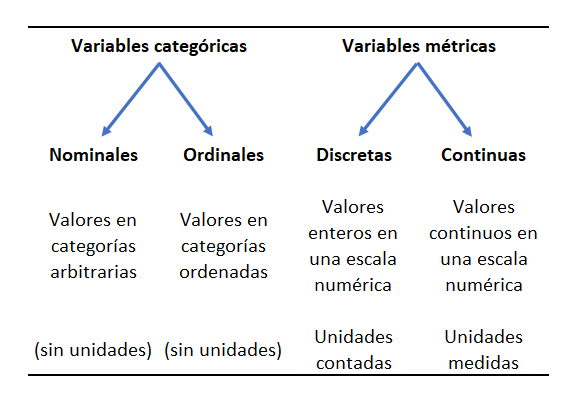 Variables categóricas
Variables métricas
Nominales
Ordinales
Discretas
Continuas
Valores en
categorías
arbitrarias
Valores en
categorías
ordenadas
Valores
enteros en
una escala
numérica
Valores
continuos en
una escala
numérica
(sin unidades)
(sin unidades)
Unidades
contadas
Unidades
medidas